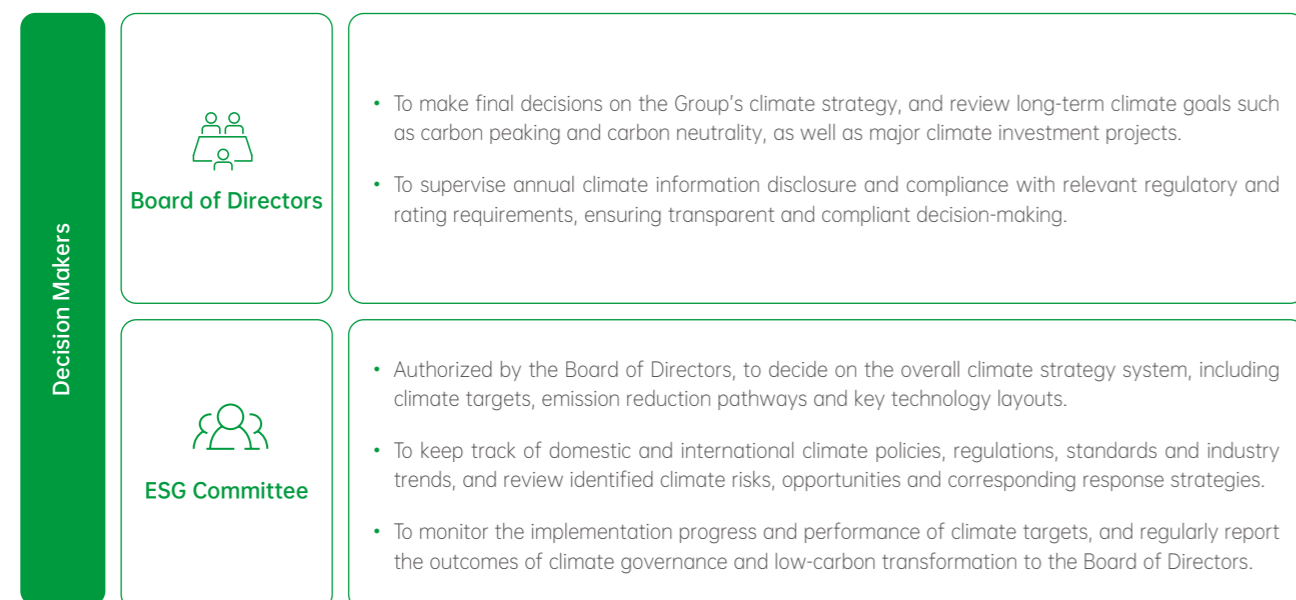 Decision Makers
Board of Directors
• To make final decisions on the Group's climate strategy, and review long-term climate goals such
as carbon peaking and carbon neutrality, as well as major climate investment projects.
• To supervise annual climate information disclosure and compliance with relevant regulatory and
rating requirements, ensuring transparent and compliant decision-making.
ESG Committee
• Authorized by the Board of Directors, to decide on the overall climate strategy system, including
climate targets, emission reduction pathways and key technology layouts.
• To keep track of domestic and international climate policies, regulations, standards and industry
trends, and review identified climate risks, opportunities and corresponding response strategies.
• To monitor the implementation progress and performance of climate targets, and regularly report
the outcomes of climate governance and low-carbon transformation to the Board of Directors.